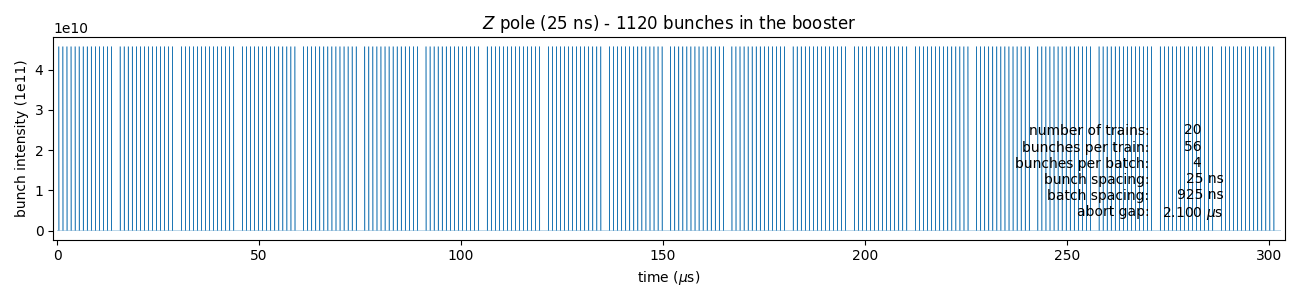 Z pole (25 ns) - 1120 bunches in the booster
1e10
bunch intensity (1e11)
4
3
2
1
0
number of trains: 20
bunches per train: 56
bunches per batch: 4
bunch spacing: 25 ns
batch spacing: 925 ns
abort gap: 2.100 μs
0 50 100 150 200 250 300
time (μs)